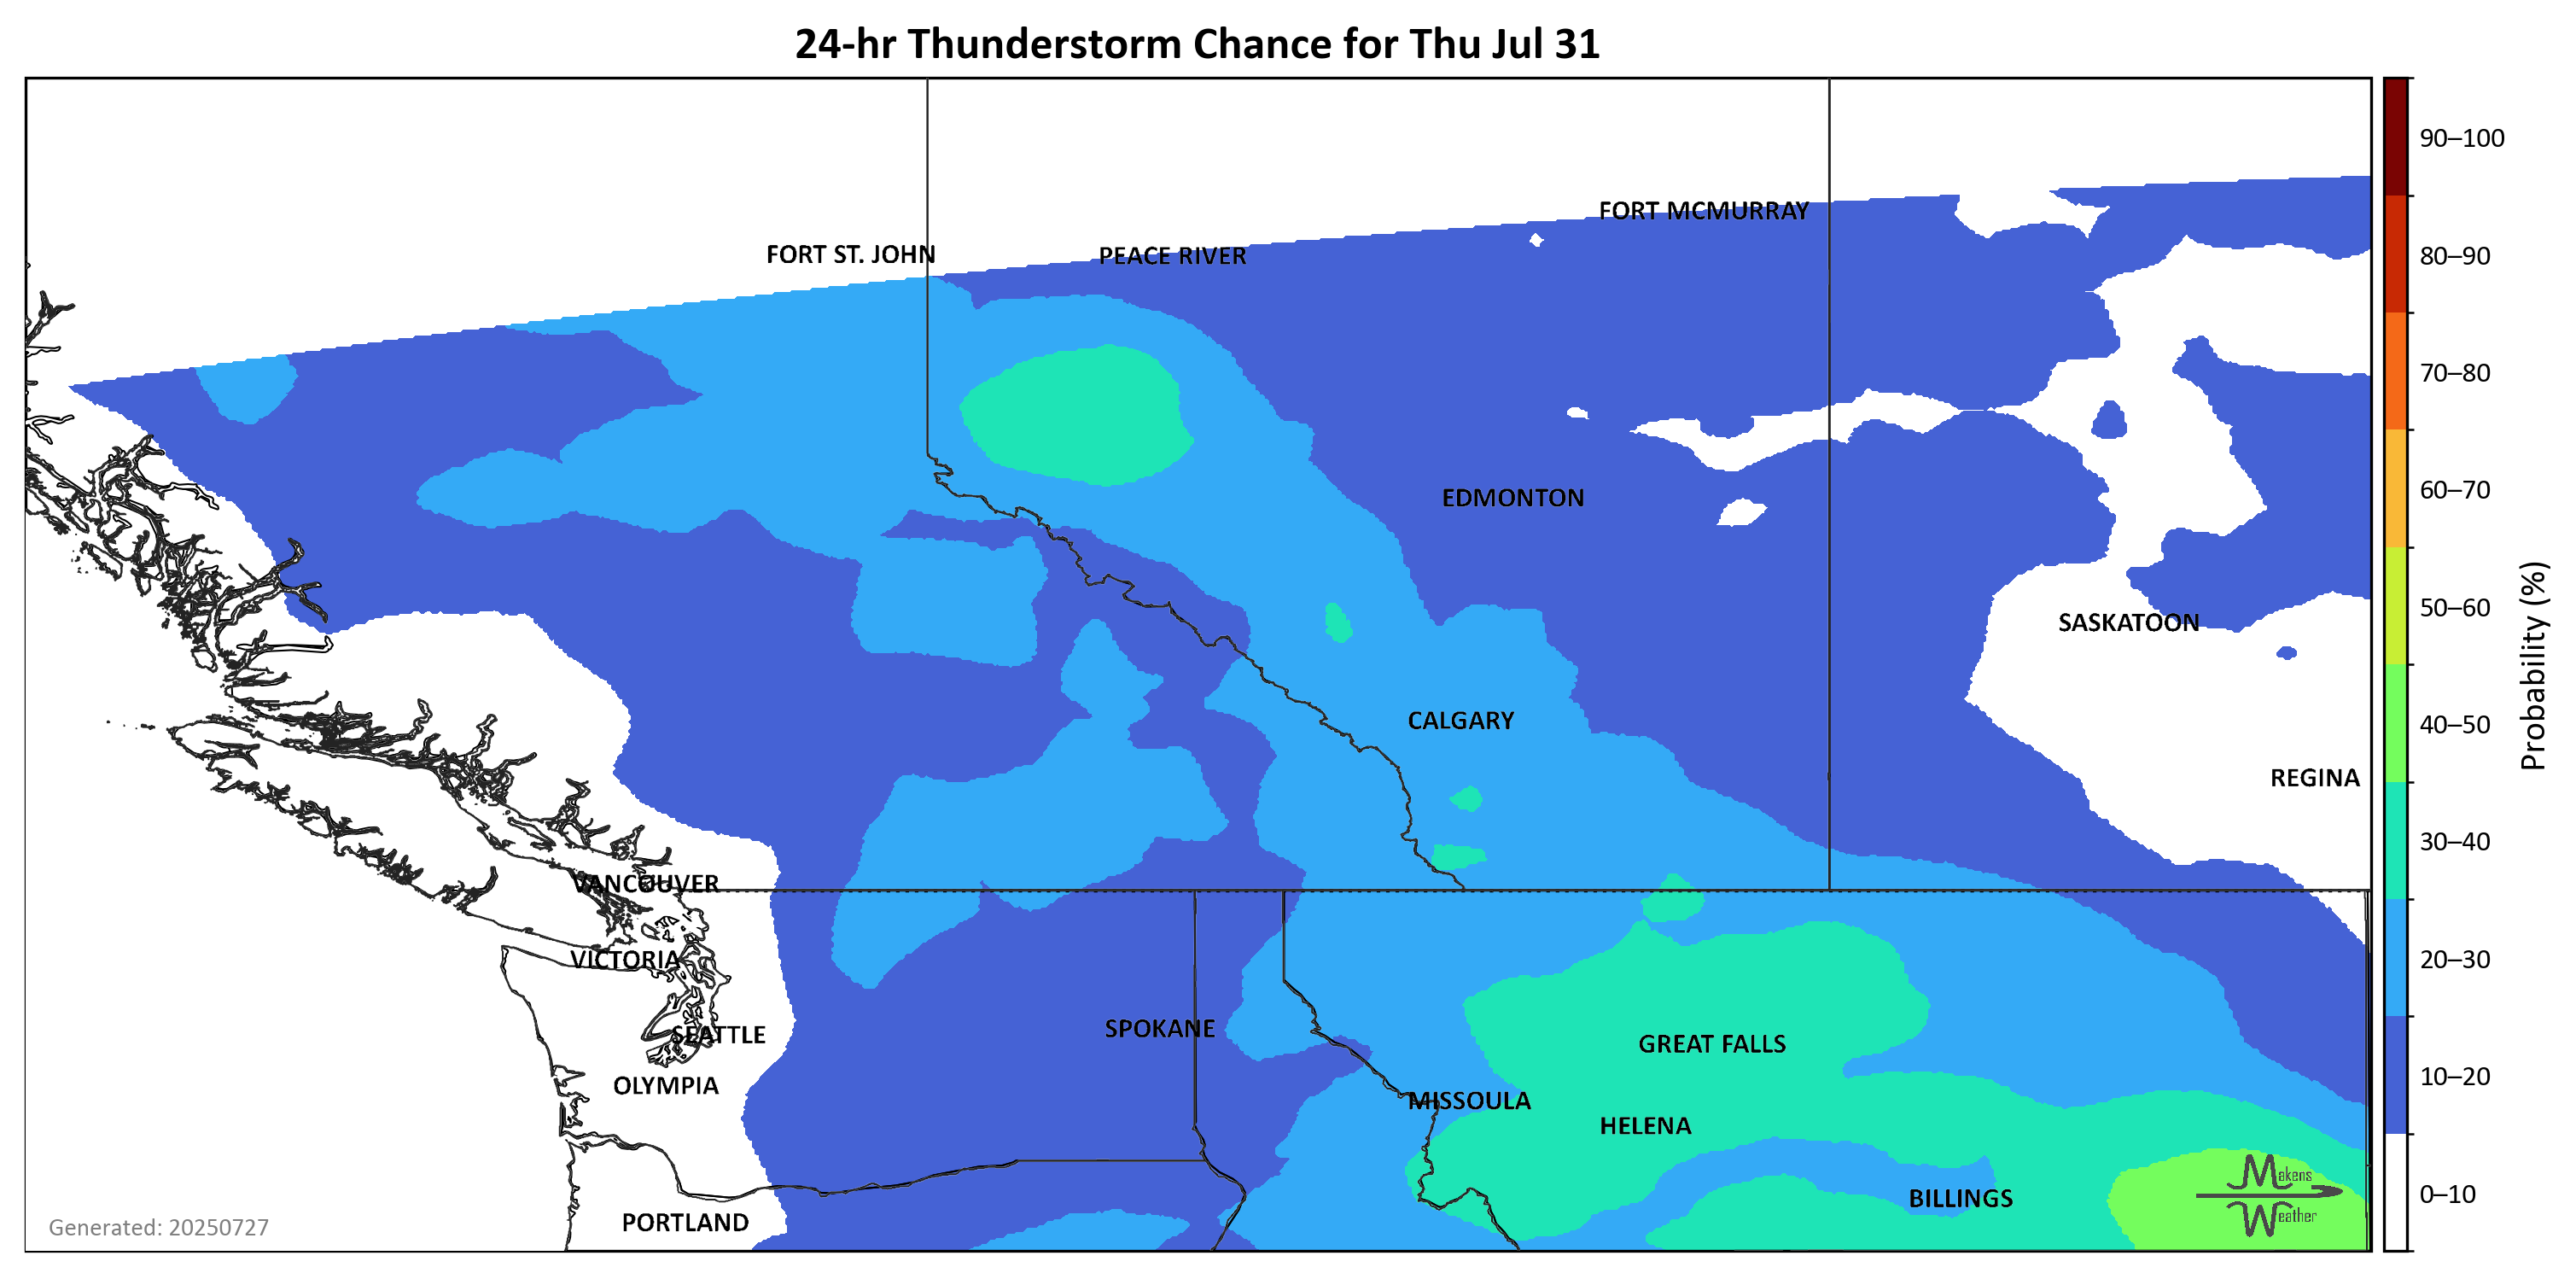 24-hr Thunderstorm Chance for Thu Jul 31
90–100
FORT MCMURRAY
FORT ST. JOHN
PEACE RIVER
80–90
70–80
EDMONTON
60–70
SASKATOON
50–60
CALGARY
40–50
REGINA
Probability (%)
30–40
VANCOUVER
VICTORIA
20–30
SPOKANE
SEATTLE
GREAT FALLS
OLYMPIA
MISSOULA
10–20
HELENA
Makens
Weather
BILLINGS
0–10
PORTLAND
Generated: 20250727